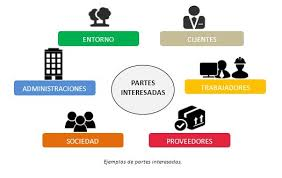 ENTORNO
CLIENTES
PARTES
INTERESADAS
ADMINISTRACIONES
TRABAJADORES
SOCIEDAD
PROVEEDORES
Ejemplos de partes interesadas.